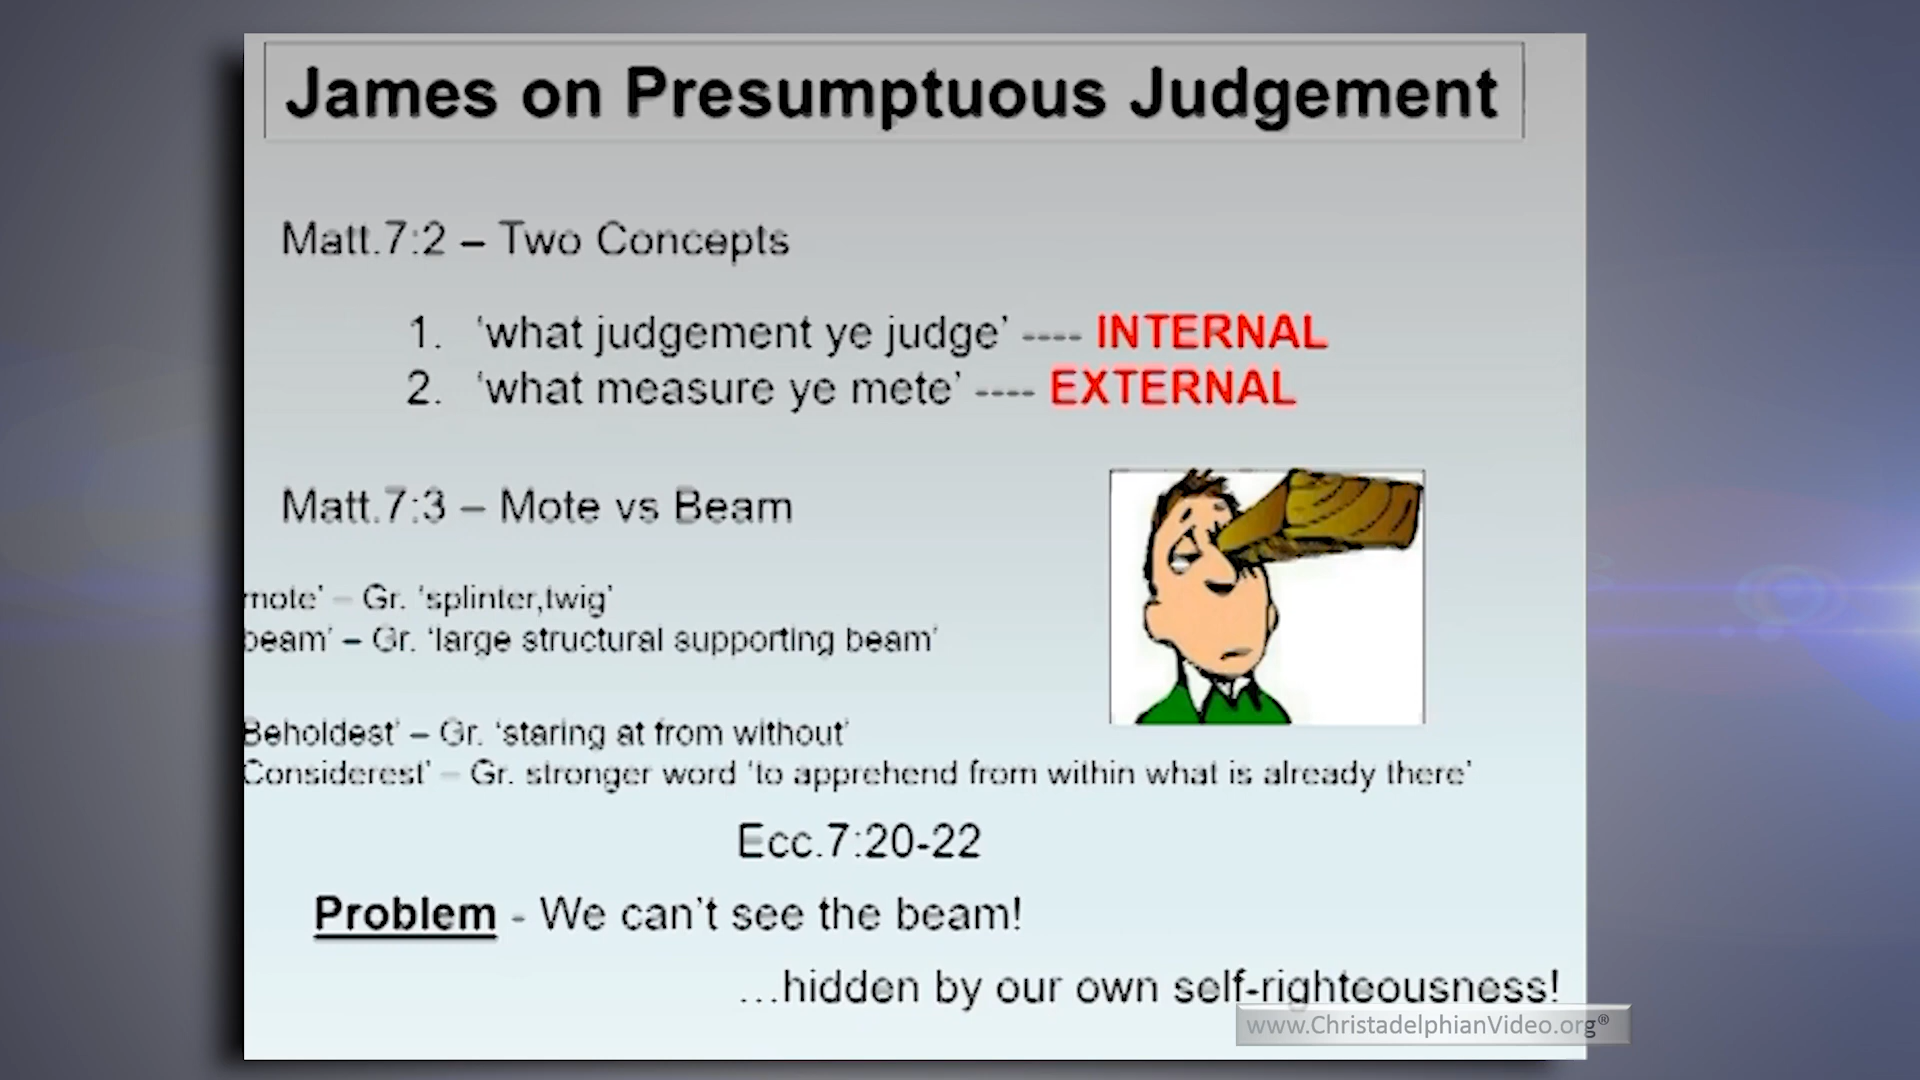 James on Presumptuous Judgement
Matt.7:2 – Two Concepts
1. ‘what judgement ye judge’ ---- INTERNAL
2. ‘what measure ye mete’ ---- EXTERNAL
Matt.7:3 – Mote vs Beam
mote’ – Gr. ‘splinter,twig’
beam’ – Gr. ‘large structural supporting beam’
Beholdest’ – Gr. ‘staring at from without’
Considerest’ – Gr. stronger word ‘to apprehend from within what is already there’
Ecc.7:20-22
Problem - We can’t see the beam!
...hidden by our own self-righteousness!
www.ChristadelphianVideo.org®